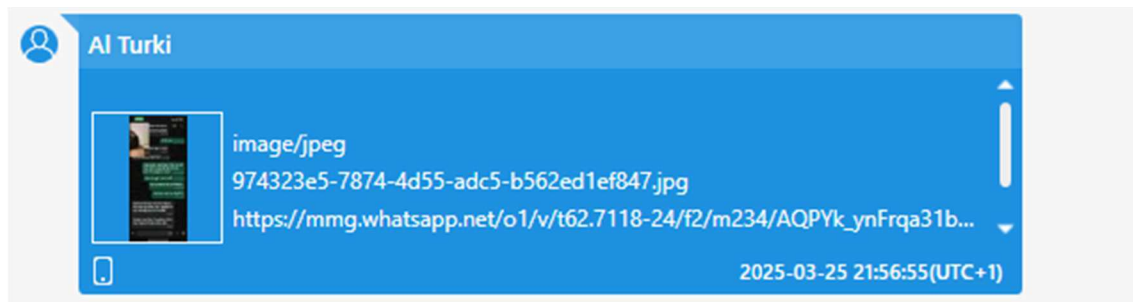 Al Turki
image/jpeg
974323e5-7874-4d55-adc5-b562ed1ef847.jpg
https://mmg.whatsapp.net/o1/v/t62.7118-24/f2/m234/AQPYk_ynFrqa31b...
2025-03-25 21:56:55(UTC+1)